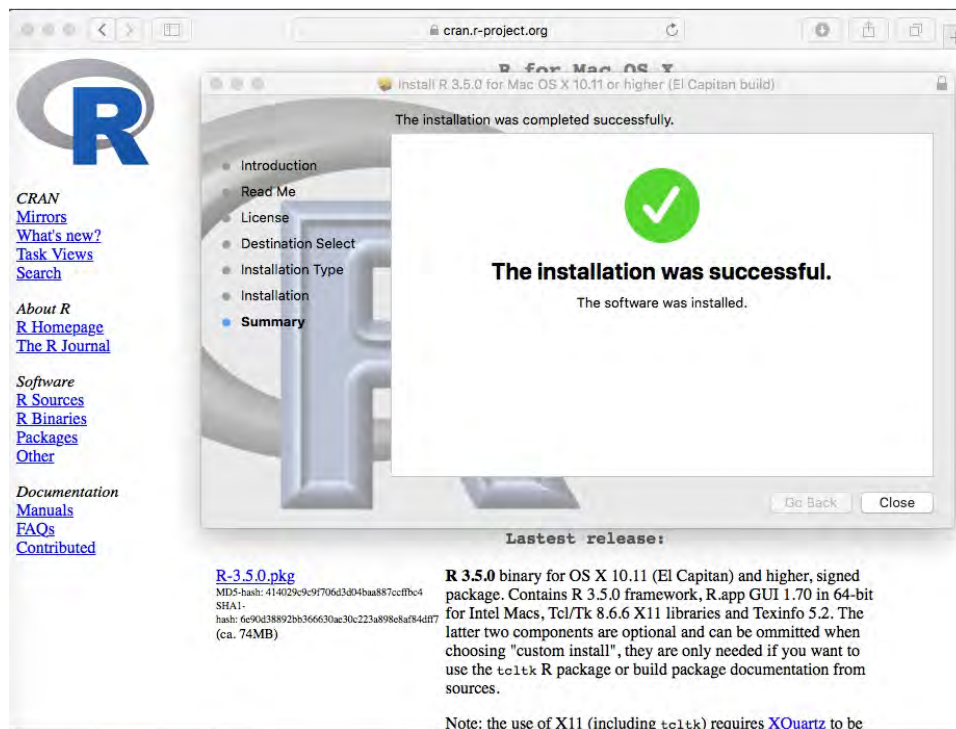 cran.r-project.org
R for Mac OS X
Install R 3.5.0 for Mac OS X 10.11 or higher (El Capitan build)
The installation was completed successfully.
Introduction
Read Me
License
Destination Select
Installation Type
Installation
Summary
The installation was successful.
The software was installed.
Go Back
Close
R
CRAN
Mirrors
What's new?
Task Views
Search
About R
R Homepage
The R Journal
Software
R Sources
R Binaries
Packages
Other
Documentation
Manuals
FAQs
Contributed
Lastest release:
R-3.5.0.pkg
MD5-hash: 414029c9c9f706d3d04baa887ccffbc4
SHA1-
hash: 6e90d38892bb366630ae30c223a898e8af84dff7
(ca. 74MB)
R 3.5.0 binary for OS X 10.11 (El Capitan) and higher, signed
package. Contains R 3.5.0 framework, R.app GUI 1.70 in 64-bit
for Intel Macs, Tcl/Tk 8.6.6 X11 libraries and Texinfo 5.2. The
latter two components are optional and can be ommitted when
choosing "custom install", they are only needed if you want to
use the tcltk R package or build package documentation from
sources.
Note: the use of X11 (including tcltk) requires XQuartz to be